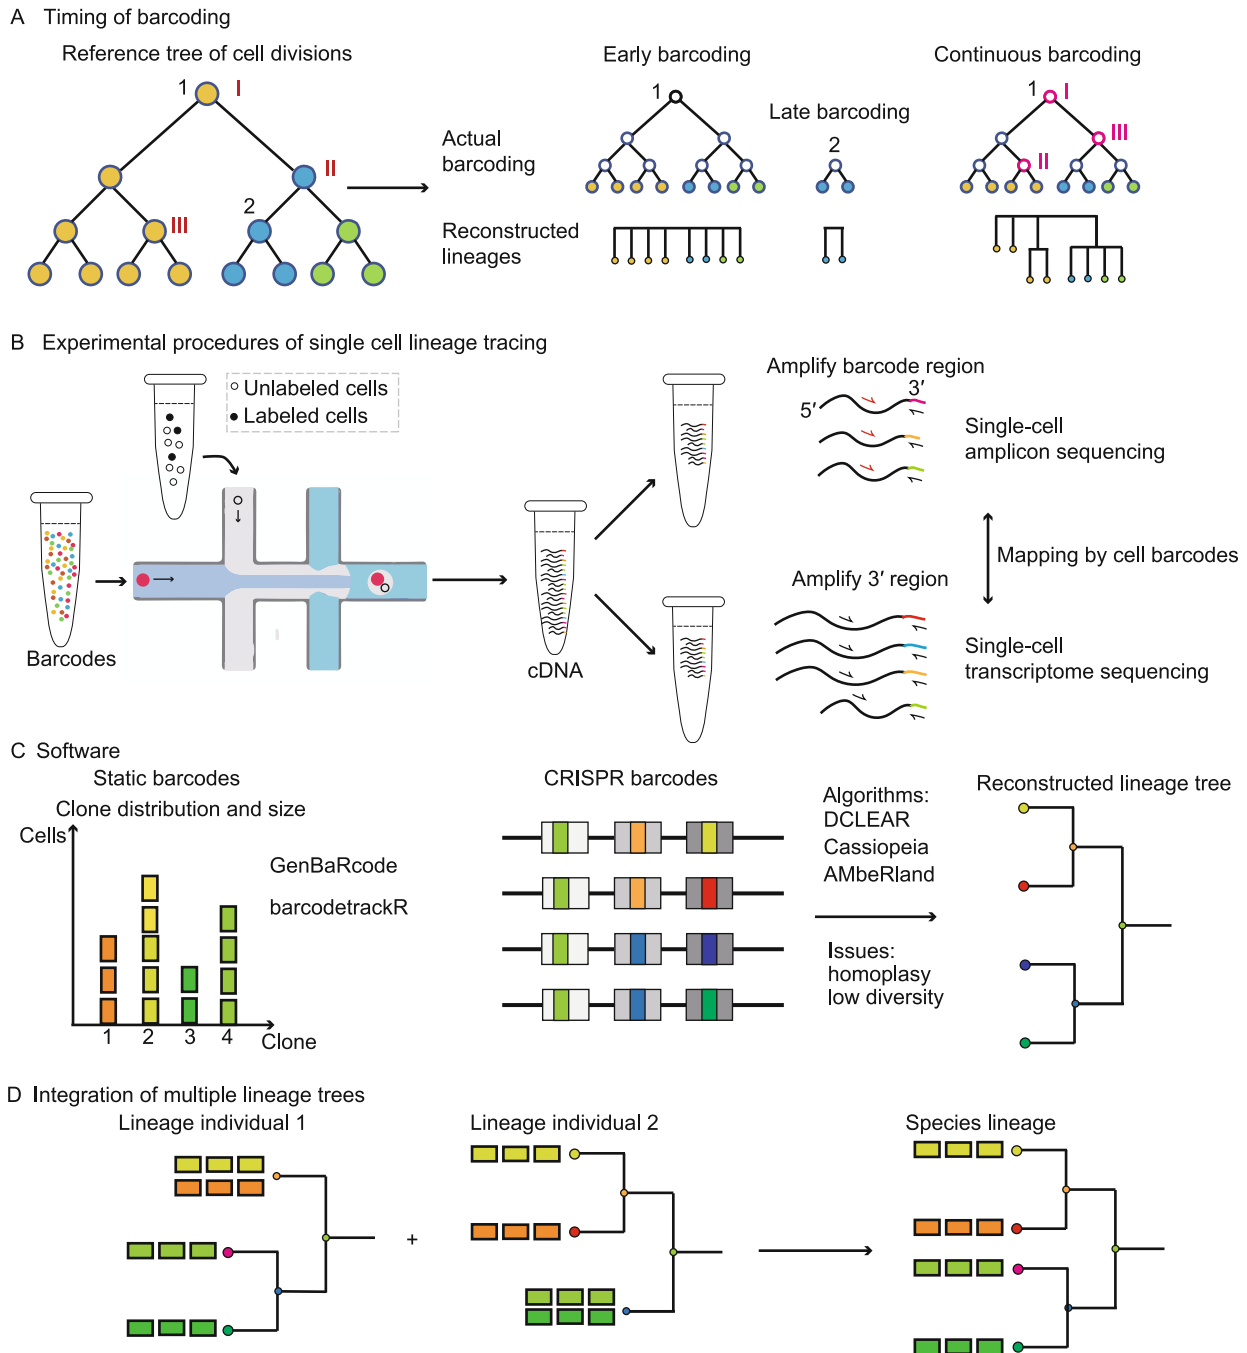 A Timing of barcoding
Reference tree of cell divisions
Early barcoding
Continuous barcoding
1 I
II
2
III
Actual
barcoding
Reconstructed
lineages
1
Late barcoding
2
1 I
III
II
B Experimental procedures of single cell lineage tracing
Unlabeled cells
Labeled cells
Barcodes
cDNA
Amplify barcode region
5′
3′
Single-cell
amplicon sequencing
Mapping by cell barcodes
Amplify 3′ region
Single-cell
transcriptome sequencing
C Software
Static barcodes
Clone distribution and size
Cells
GenBaRcode
barcodetrackR
1 2 3 4
Clone
CRISPR barcodes
Algorithms:
DCLEAR
Cassiopeia
AMbeRland
Issues:
homoplasy
low diversity
Reconstructed lineage tree
D Integration of multiple lineage trees
Lineage individual 1
+
Lineage individual 2
Species lineage